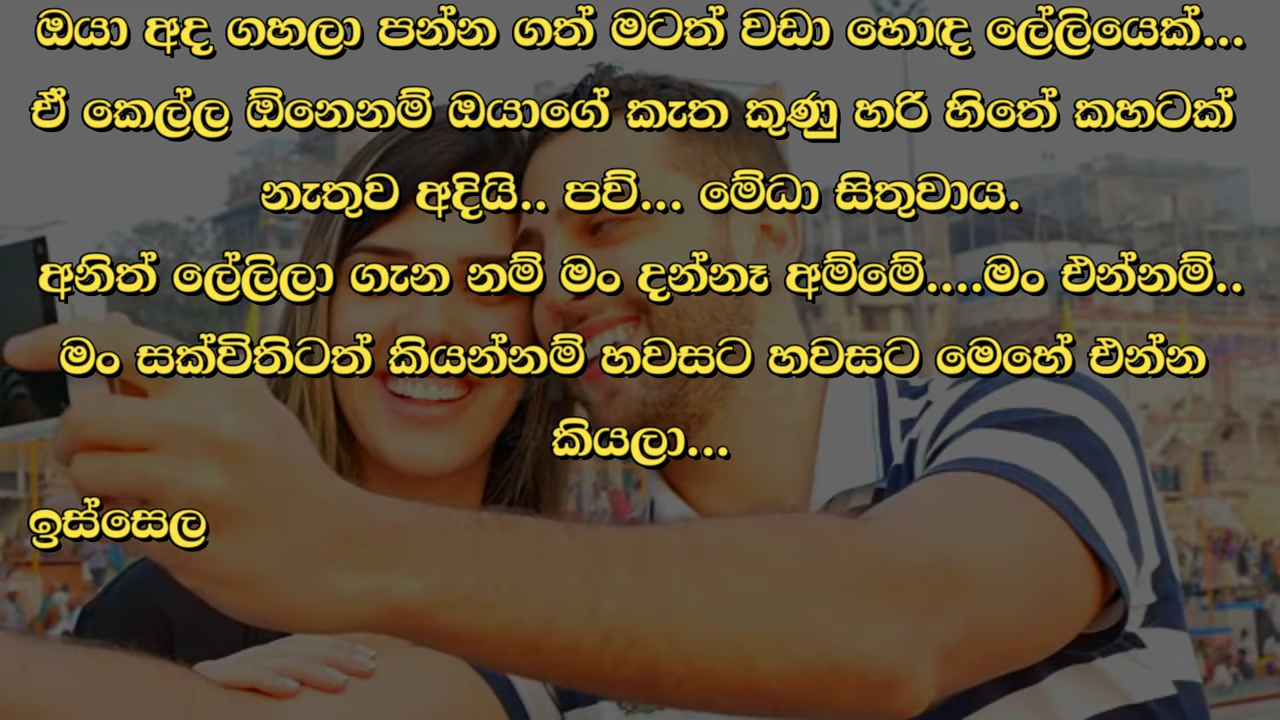 ඔයා අද ගහලා පන්න ගත් මටත් වඩා හොඳ ලේලියෙක්...
ඒ කෙල්ල ඕනෙනම් ඔයාගේ කැත කුණු හරි හිතේ කහටක්
නැතුව අදියි.. පව්... මේධා සිතුවාය.
අනිත් ලේලිලා ගැන නම් මං දන්නෑ අම්මේ....මං එන්නම්..
මං සක්විතිටත් කියන්නම් හවසට හවසට මෙහේ එන්න
කියලා...
ඉස්සෙල